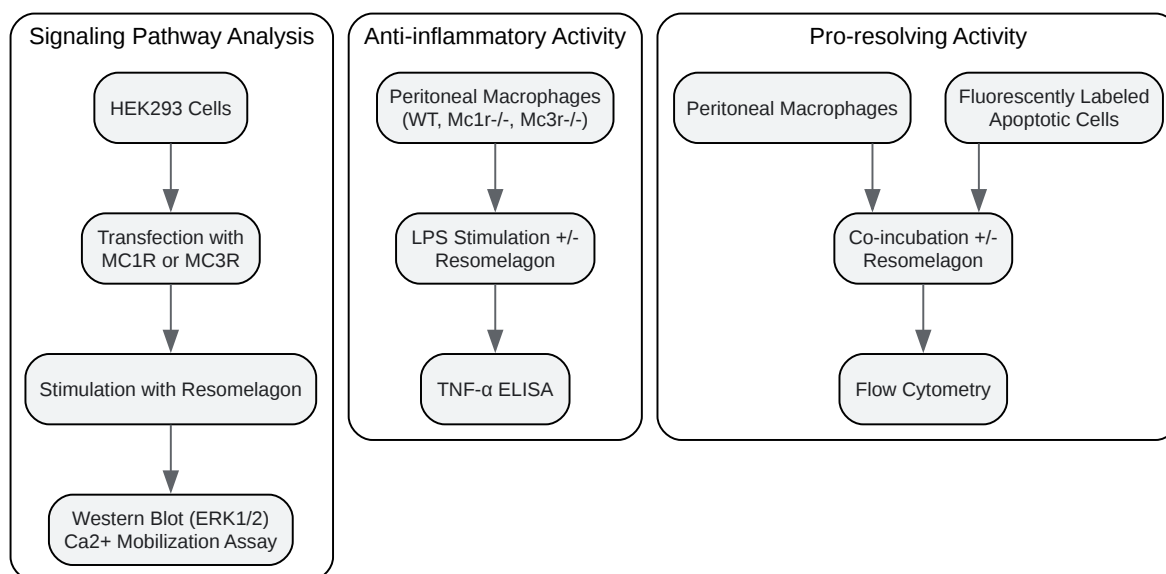 Signaling Pathway Analysis
HEK293 Cells
Transfection with
MC1R or MC3R
Stimulation with Resomelagon
Western Blot (ERK1/2)
Ca2+ Mobilization Assay
Anti-inflammatory Activity
Peritoneal Macrophages
(WT, Mc1r-/-, Mc3r-/-)
LPS Stimulation +/-
Resomelagon
TNF-α ELISA
Pro-resolving Activity
Peritoneal Macrophages
Fluorescently Labeled
Apoptotic Cells
Co-incubation +/-
Resomelagon
Flow Cytometry